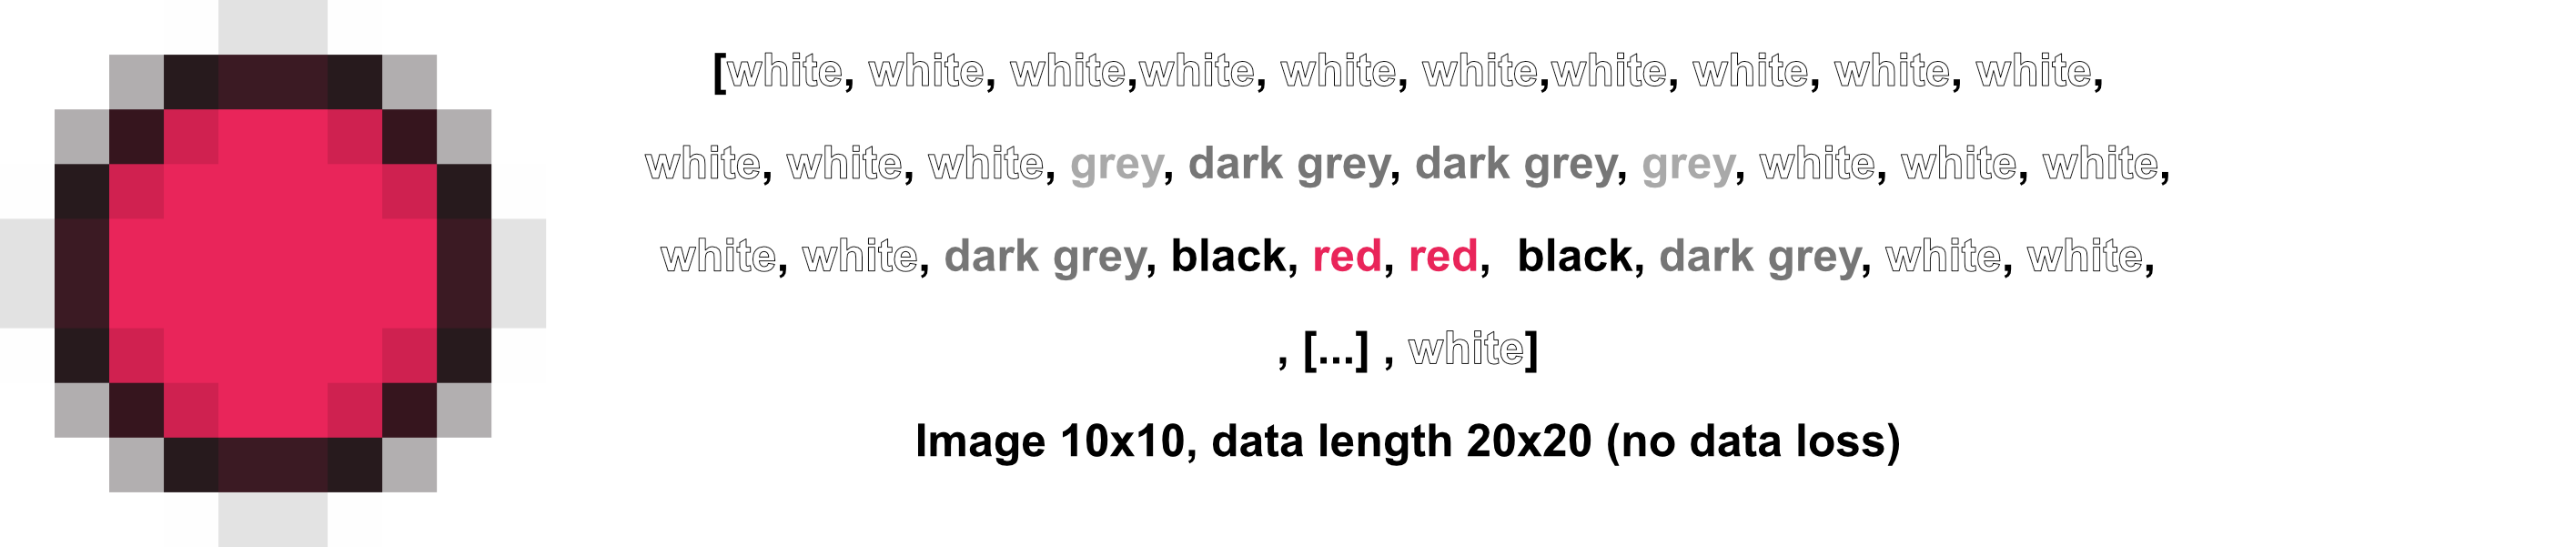 [white, white, white,white, white, white,white, white, white, white,
white, white, white, grey, dark grey, dark grey, grey, white, white, white,
white, white, dark grey, black, red, red,  black, dark grey, white, white,
, [...] , white]
Image 10x10, data length 20x20 (no data loss)